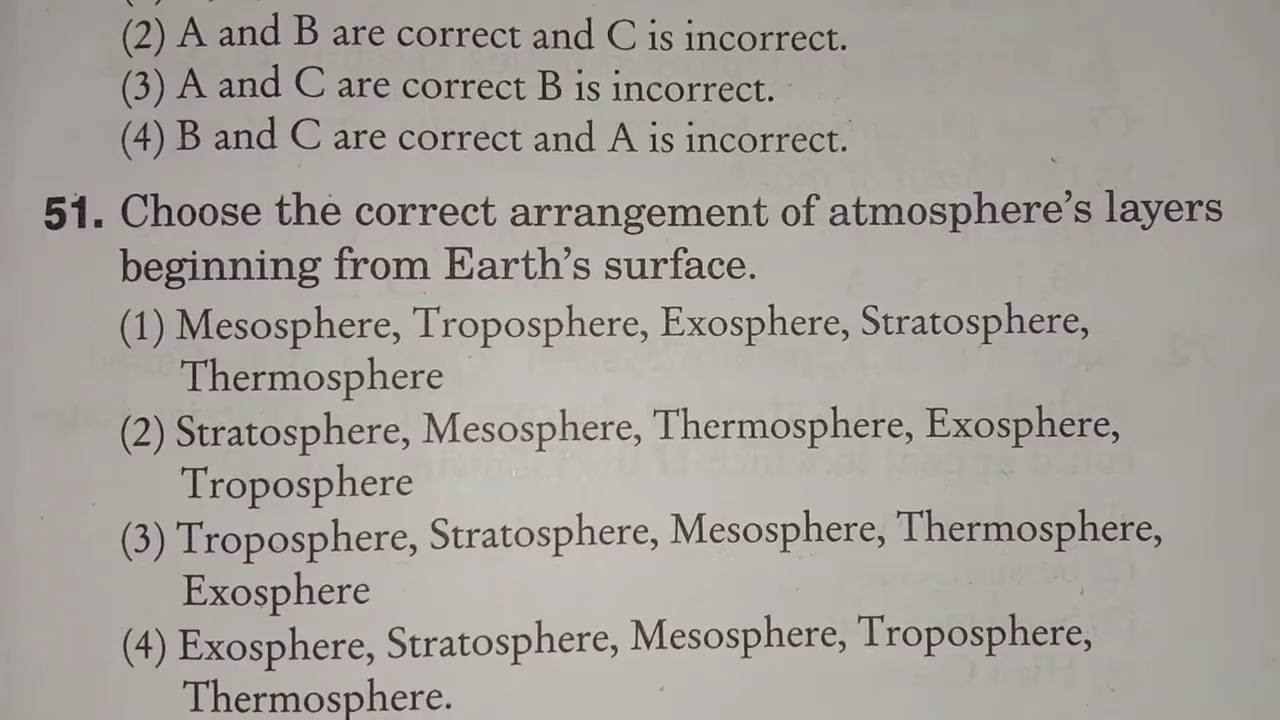 (2) A and B are correct and C is incorrect.
(3) A and C are correct B is incorrect.
(4) B and C are correct and A is incorrect.
51. Choose the correct arrangement of atmosphere's layers
beginning from Earth's surface.
(1) Mesosphere, Troposphere, Exosphere, Stratosphere,
Thermosphere
(2) Stratosphere, Mesosphere, Thermosphere, Exosphere,
Troposphere
(3) Troposphere, Stratosphere, Mesosphere, Thermosphere,
Exosphere
(4) Exosphere, Stratosphere, Mesosphere, Troposphere,
Thermosphere.